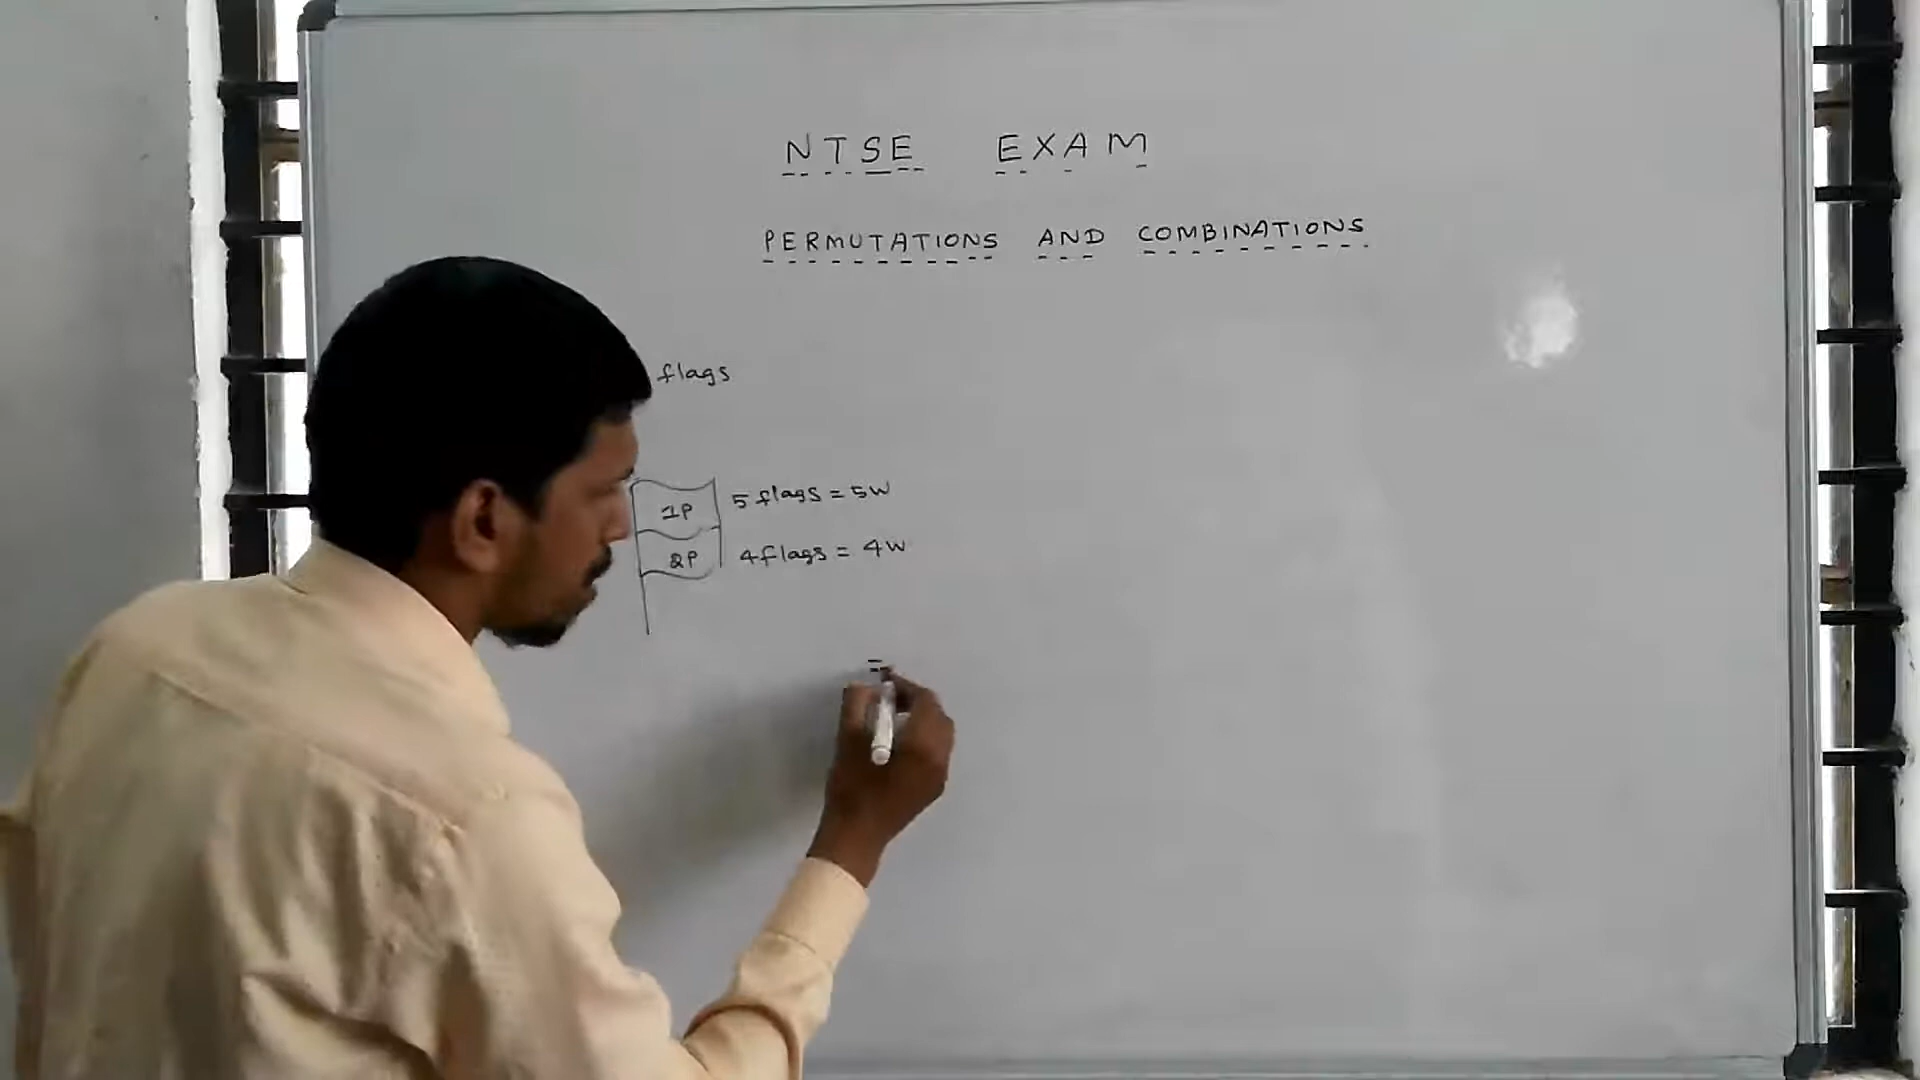 NTSE EXAM
PERMUTATIONS AND COMBINATIONS
flags
1P 5 flags = 5W
2P 4 flags = 4W
=